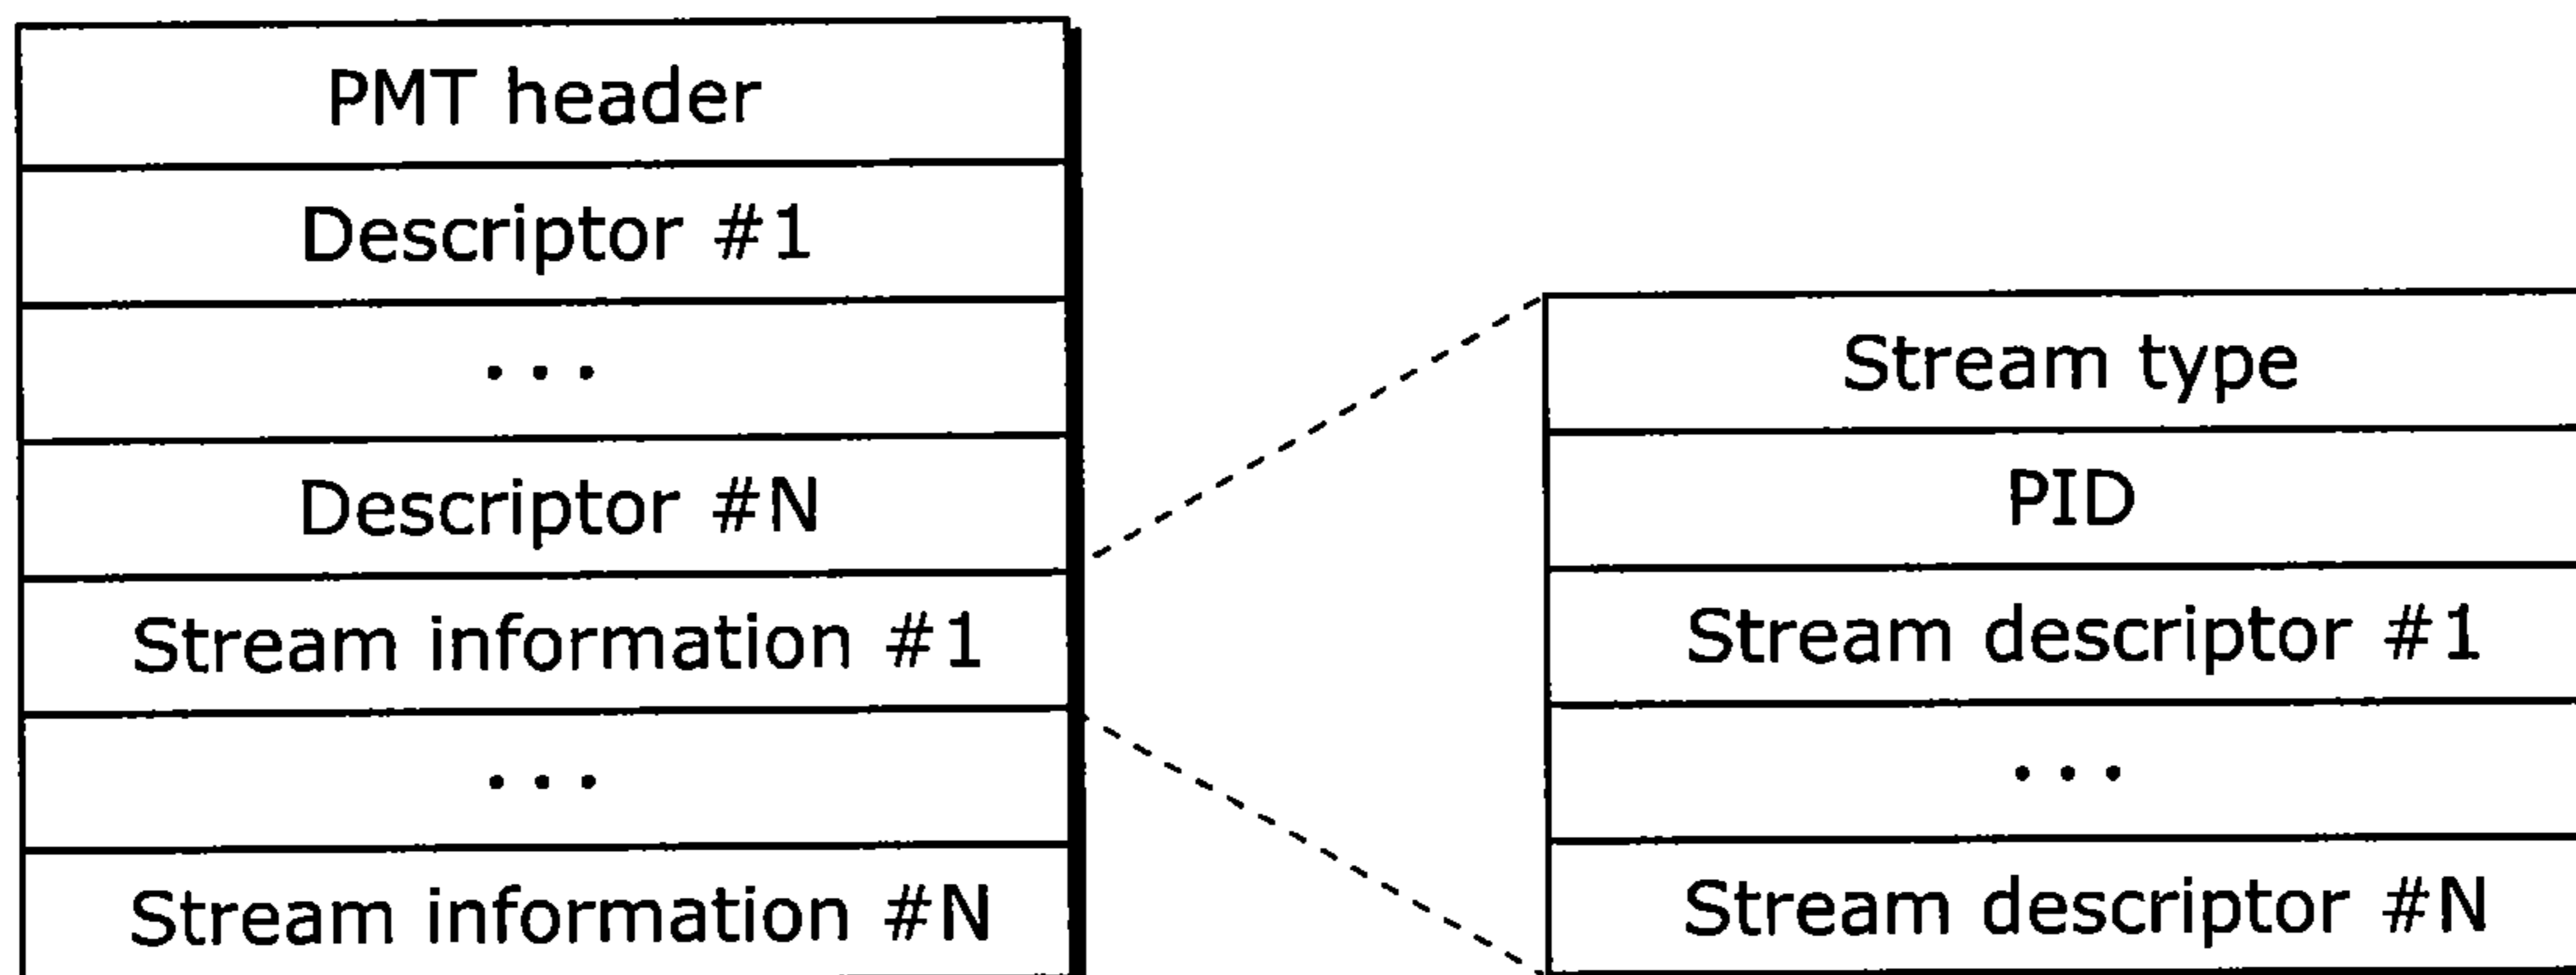 PMT header
Descriptor #1
...
Descriptor #N
Stream information #1
...
Stream information #N
Stream type
PID
Stream descriptor #1
...
Stream descriptor #N